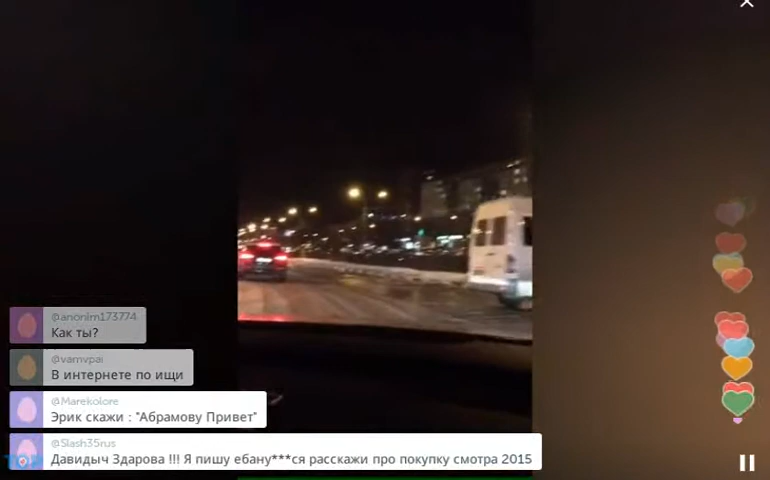 @anonim173774
Как ты?
@vamvpai
В интернете по ищи
@Marekolore
Эрик скажи : "Абрамову Привет"
@Slash35rus
Давидыч Здарова !!! Я пишу ебану***ся расскажи про покупку смотра 2015